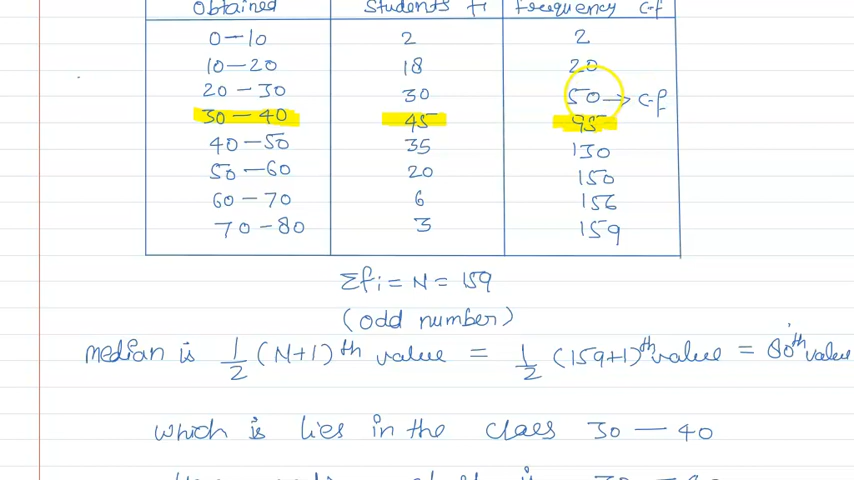 obtained Students fi frequency c.f
0-10 2 2
10-20 18 20
20-30 30 50 → c.f
30-40 45 95
40-50 35 130
50-60 20 150
60-70 6 156
70-80 3 159
Σfi = N = 159
(odd number)
median is 1/2 (N+1)th value = 1/2 (159+1)th value = 80th value
which is lies in the class 30 - 40